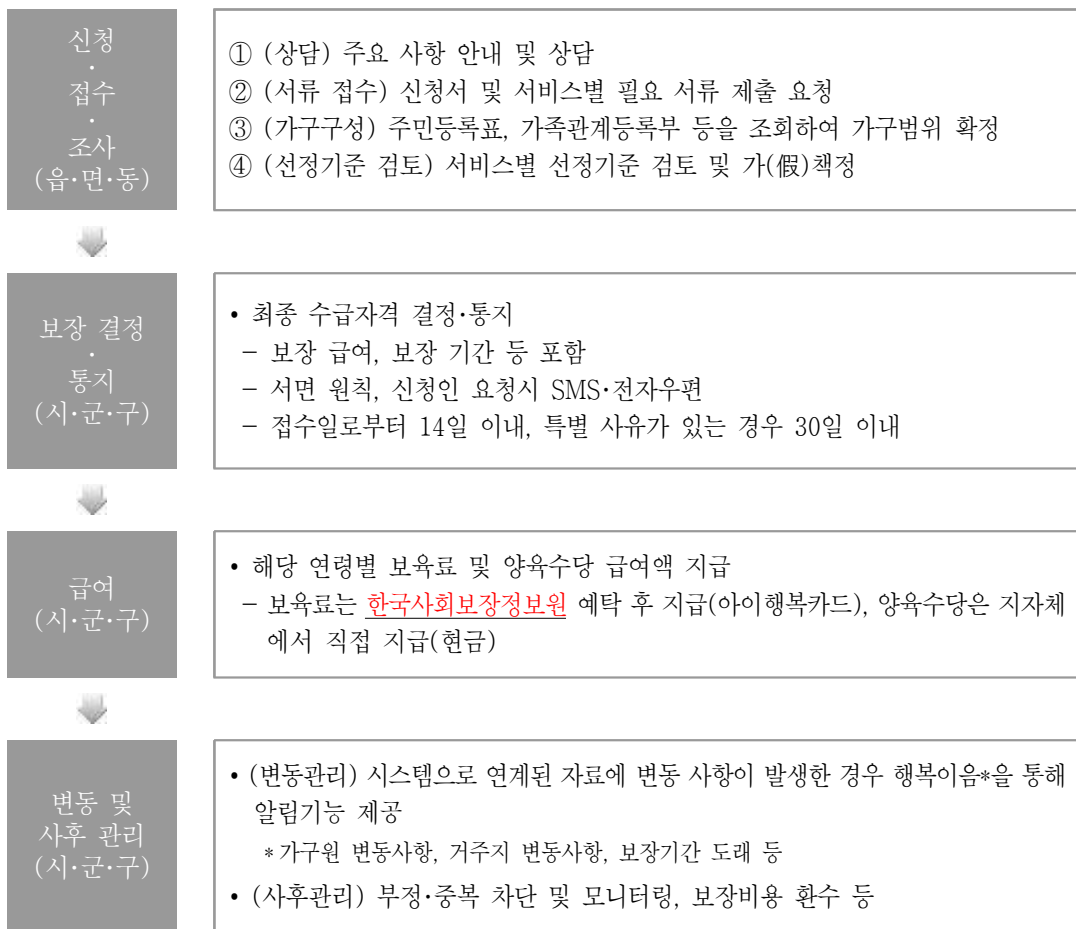 신청
·
접수
·
조사
(읍·면·동)
① (상담) 주요 사항 안내 및 상담
② (서류 접수) 신청서 및 서비스별 필요 서류 제출 요청
③ (가구구성) 주민등록표, 가족관계등록부 등을 조회하여 가구범위 확정
④ (선정기준 검토) 서비스별 선정기준 검토 및 가(假)책정
보장 결정
·
통지
(시·군·구)
• 최종 수급자격 결정·통지
- 보장 급여, 보장 기간 등 포함
- 서면 원칙, 신청인 요청시 SMS·전자우편
- 접수일로부터 14일 이내, 특별 사유가 있는 경우 30일 이내
급여
(시·군·구)
• 해당 연령별 보육료 및 양육수당 급여액 지급
- 보육료는 한국사회보장정보원 예탁 후 지급(아이행복카드), 양육수당은 지자체
에서 직접 지급(현금)
변동 및
사후 관리
(시·군·구)
• (변동관리) 시스템으로 연계된 자료에 변동 사항이 발생한 경우 행복이음*을 통해
알림기능 제공
* 가구원 변동사항, 거주지 변동사항, 보장기간 도래 등
• (사후관리) 부정·중복 차단 및 모니터링, 보장비용 환수 등